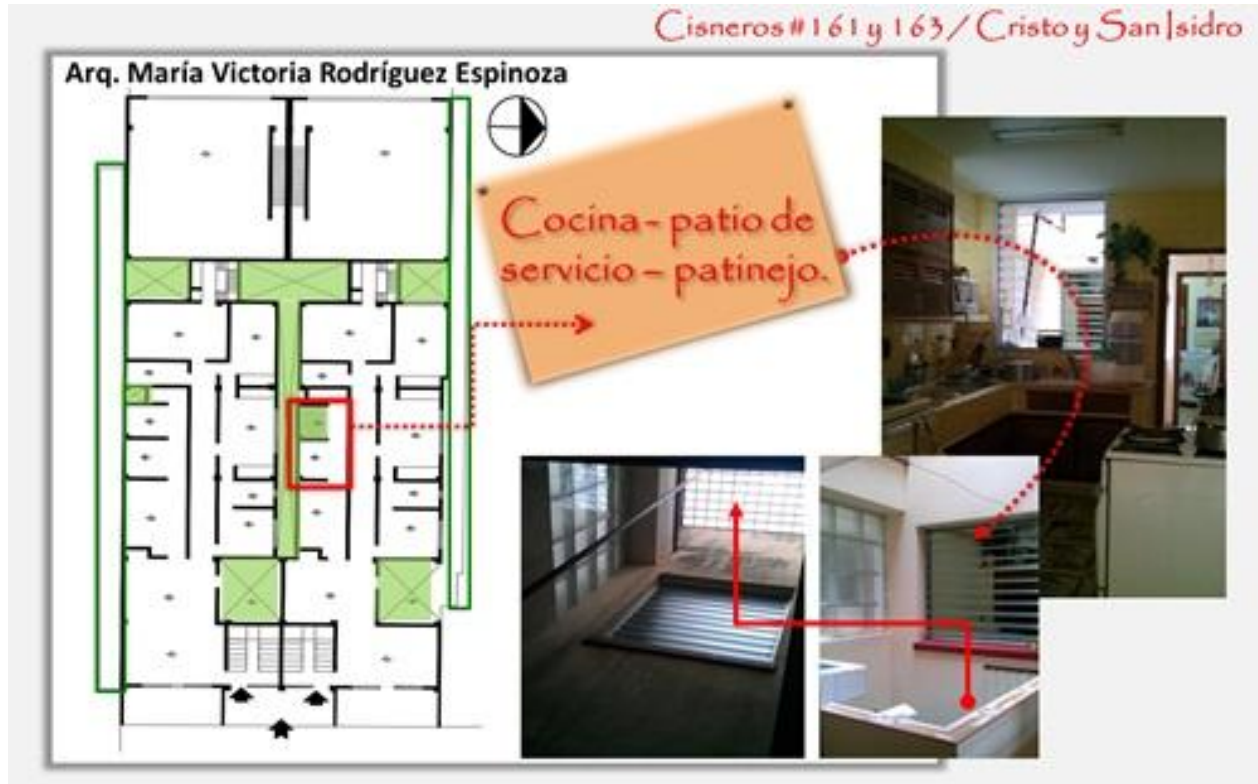 Cisneros #161 y 163 / Cristo y San Isidro
Arq. María Victoria Rodríguez Espinoza
Cocina - patio de
servicio – patinejo.